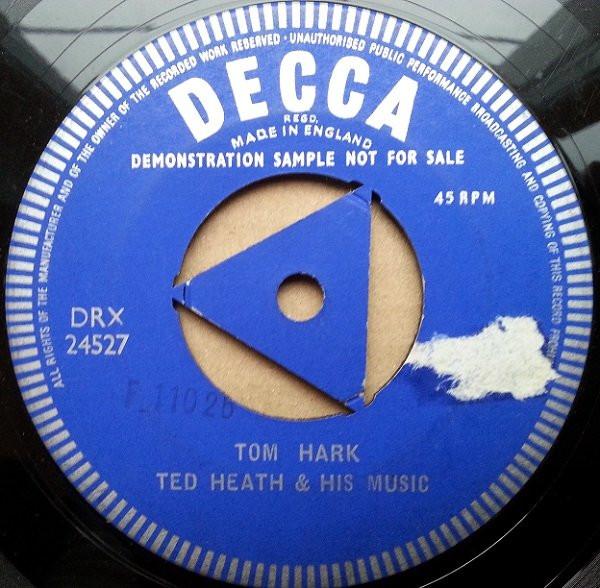 ALL RIGHTS OF THE MANUFACTURER AND OF THE OWNER OF THE RECORDED WORK RESERVED · UNAUTHORISED PUBLIC PERFORMANCE BROADCASTING AND COPYING OF THIS RECORD PROHI
DECCA
REGD.
MADE IN ENGLAND
DEMONSTRATION SAMPLE NOT FOR SALE
45 RPM
DRX
24527
TOM HARK
TED HEATH & HIS MUSIC